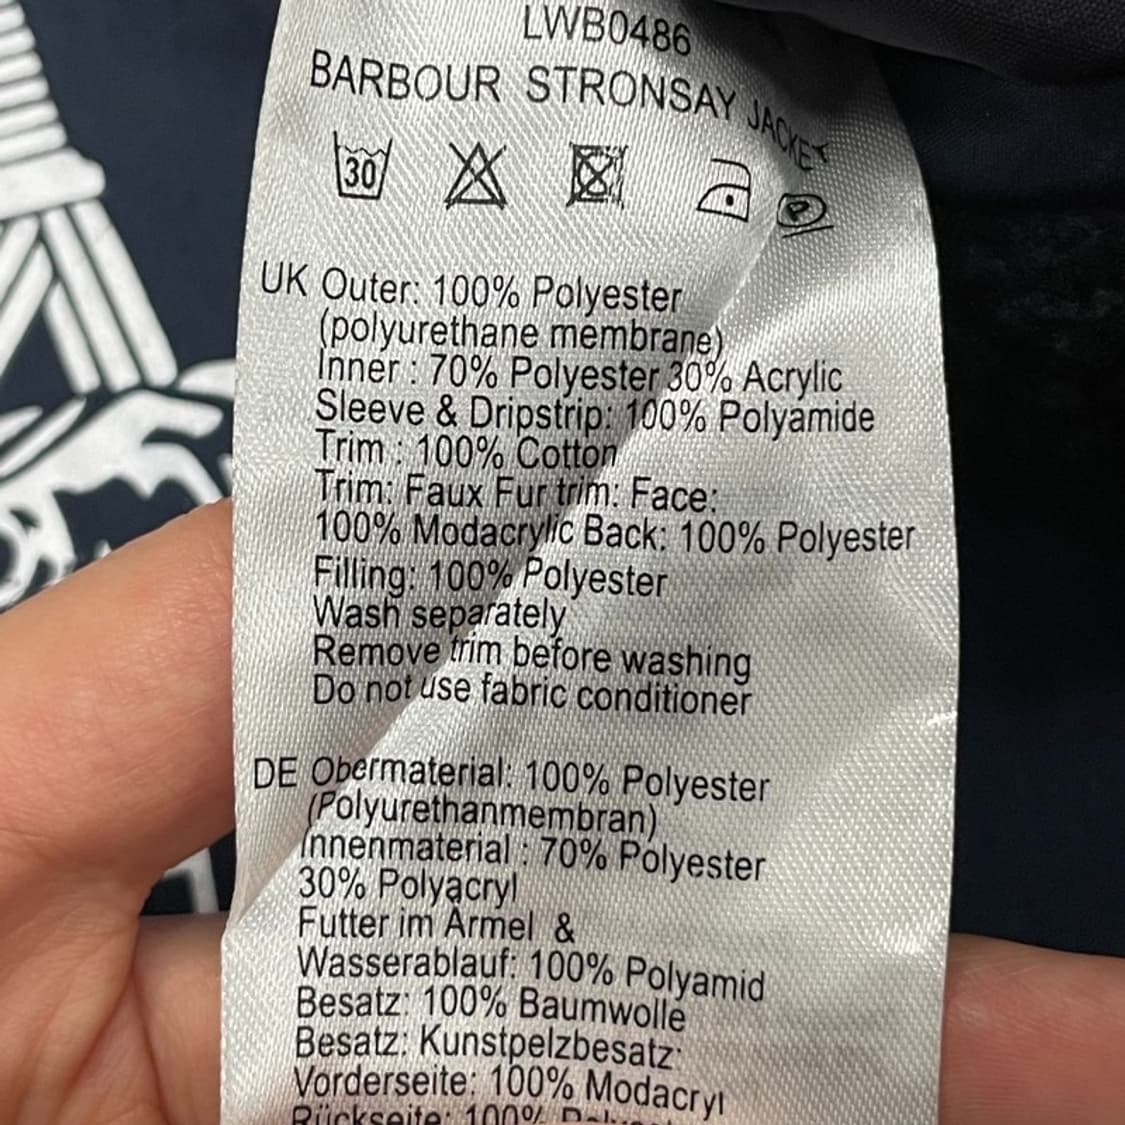 LWB0486
BARBOUR STRONSAY JACKET
30
P
UK Outer: 100% Polyester
(polyurethane membrane)
Inner : 70% Polyester 30% Acrylic
Sleeve & Dripstrip: 100% Polyamide
Trim : 100% Cotton
Trim: Faux Fur trim: Face:
100% Modacrylic Back: 100% Polyester
Filling: 100% Polyester
Wash separately
Remove trim before washing
Do not use fabric conditioner
DE Obermaterial: 100% Polyester
(Polyurethanmembran)
Innenmaterial : 70% Polyester
30% Polyacryl
Futter im Ärmel &
Wasserablauf: 100% Polyamid
Besatz: 100% Baumwolle
Besatz: Kunstpelzbesatz:
Vorderseite: 100% Modacryl
Rückseite: 100%